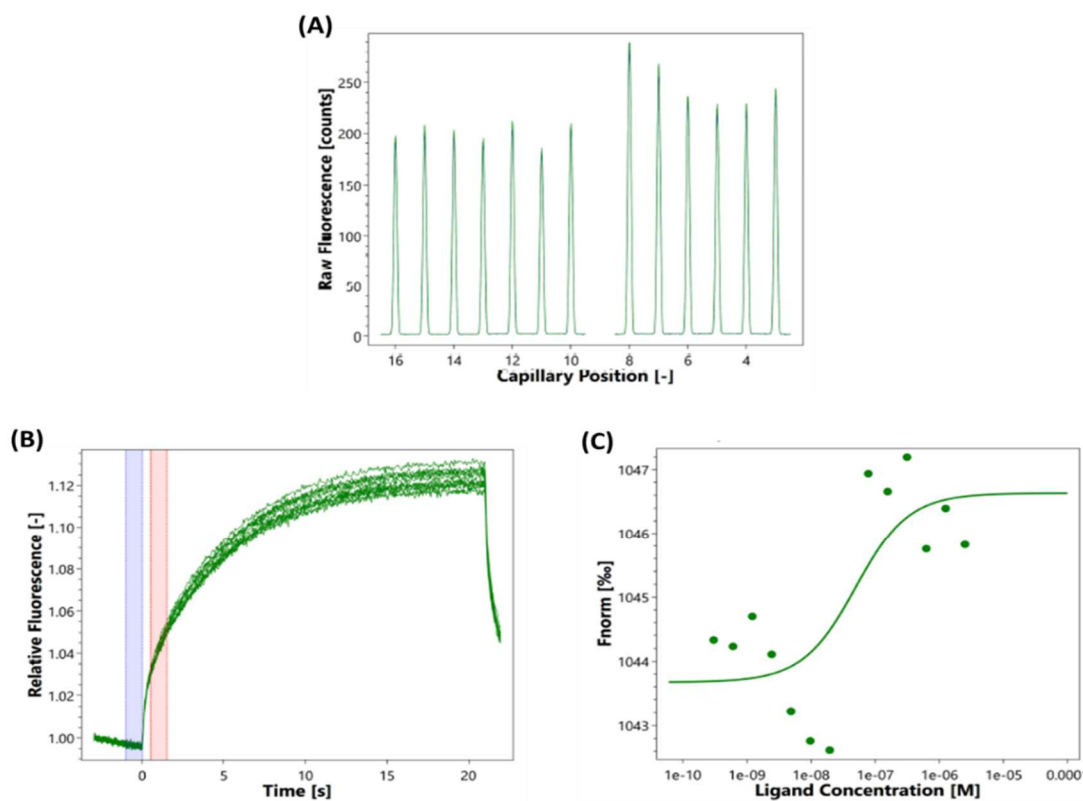 (A)
Raw Fluorescence [counts]
250
200
150
100
50
0
16 14 12 10 8 6 4
Capillary Position [-]
(B)
Relative Fluorescence [-]
1.12
1.10
1.08
1.06
1.04
1.02
1.00
0 5 10 15 20
Time [s]
(C)
Fnorm [‰]
1047
1046
1045
1044
1043
1e-10 1e-09 1e-08 1e-07 1e-06 1e-05 0.000
Ligand Concentration [M]